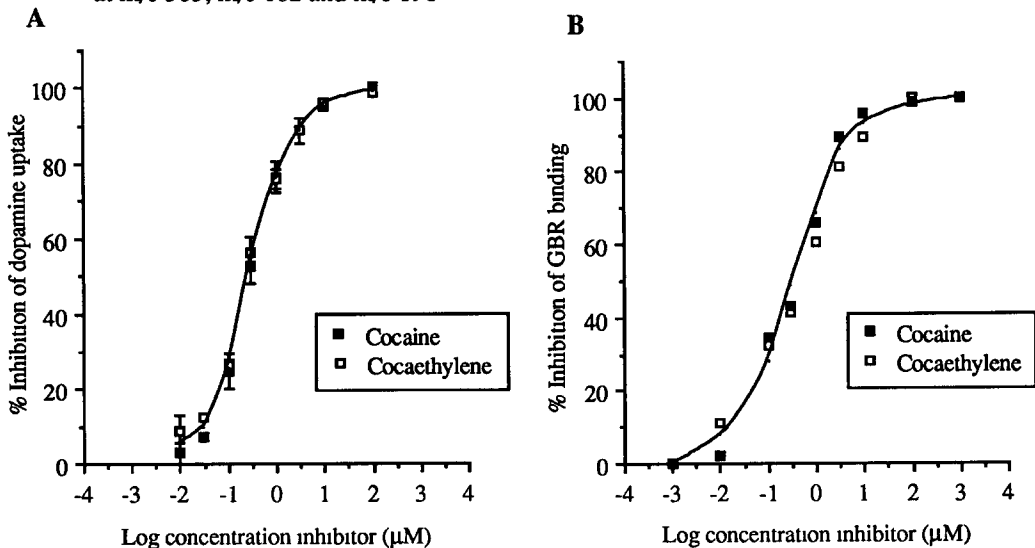 A
B
% Inhibition of dopamine uptake
100
80
60
40
20
0
-4 -3 -2 -1 0 1 2 3 4
Log concentration inhibitor (µM)
Cocaine
Cocaethylene
% Inhibition of GBR binding
100
80
60
40
20
0
-4 -3 -2 -1 0 1 2 3 4
Log concentration inhibitor (µM)
Cocaine
Cocaethylene